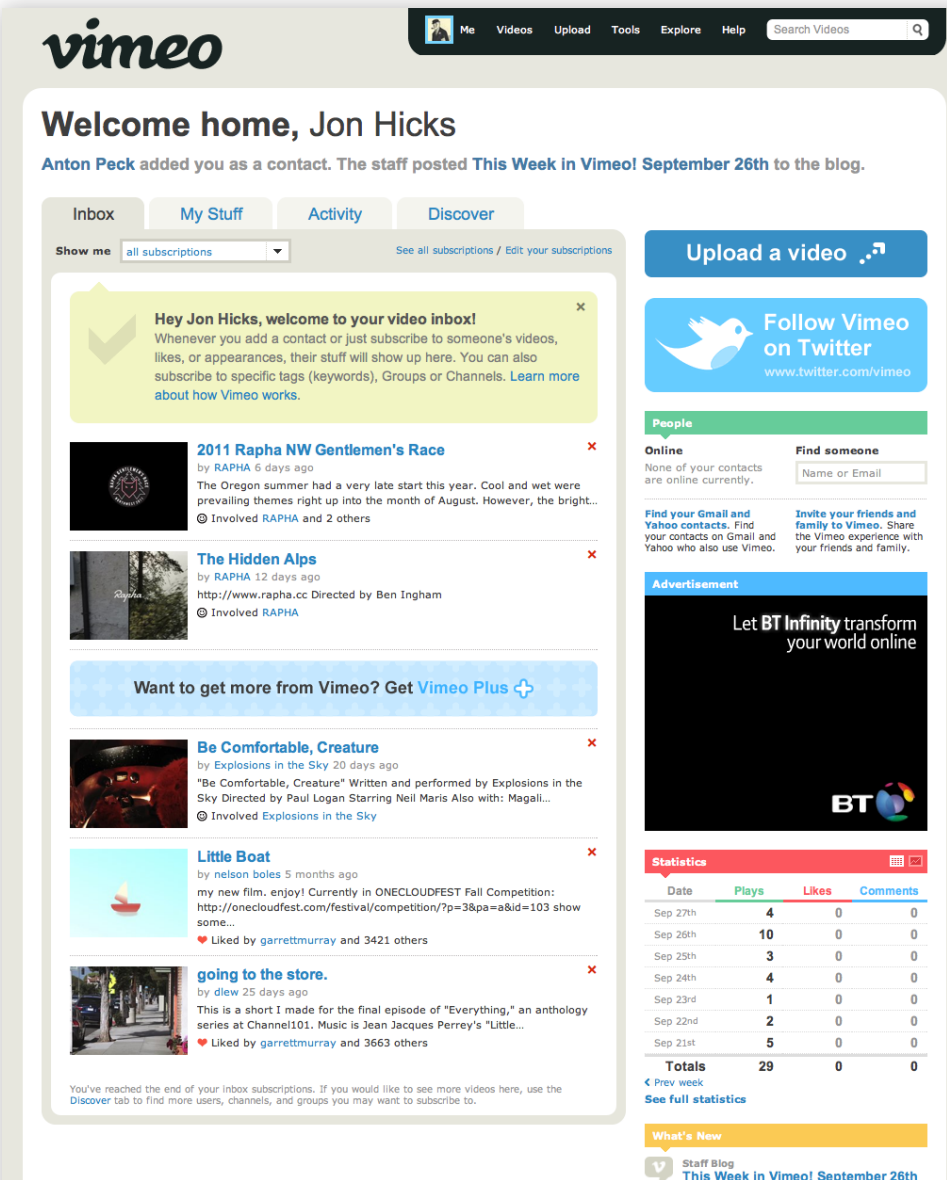 vimeo
Me Videos Upload Tools Explore Help Search Videos
Welcome home, Jon Hicks
Anton Peck added you as a contact. The staff posted This Week in Vimeo! September 26th to the blog.
Inbox My Stuff Activity Discover
Show me all subscriptions See all subscriptions / Edit your subscriptions
Hey Jon Hicks, welcome to your video inbox!
Whenever you add a contact or just subscribe to someone's videos,
likes, or appearances, their stuff will show up here. You can also
subscribe to specific tags (keywords), Groups or Channels. Learn more
about how Vimeo works.
2011 Rapha NW Gentlemen's Race
by RAPHA 6 days ago
The Oregon summer had a very late start this year. Cool and wet were
prevailing themes right up into the month of August. However, the bright...
Involved RAPHA and 2 others
The Hidden Alps
by RAPHA 12 days ago
http://www.rapha.cc Directed by Ben Ingham
Involved RAPHA
Rapha
Want to get more from Vimeo? Get Vimeo Plus
Be Comfortable, Creature
by Explosions in the Sky 20 days ago
"Be Comfortable, Creature" Written and performed by Explosions in the
Sky Directed by Paul Logan Starring Neil Maris Also with: Magali...
Involved Explosions in the Sky
Little Boat
by nelson boles 5 months ago
my new film. enjoy! Currently in ONECLOUDFEST Fall Competition:
http://onecloudfest.com/festival/competition/?p=3&pa=a&id=103 show
some...
Liked by garrettmurray and 3421 others
going to the store.
by dlew 25 days ago
This is a short I made for the final episode of "Everything," an anthology
series at Channel101. Music is Jean Jacques Perrey's "Little...
Liked by garrettmurray and 3663 others
You've reached the end of your inbox subscriptions. If you would like to see more videos here, use the
Discover tab to find more users, channels, and groups you may want to subscribe to.
Upload a video
Follow Vimeo
on Twitter
www.twitter.com/vimeo
People
Online
None of your contacts
are online currently.
Find someone
Name or Email
Find your Gmail and
Yahoo contacts. Find
your contacts on Gmail and
Yahoo who also use Vimeo.
Invite your friends and
family to Vimeo. Share
the Vimeo experience with
your friends and family.
Advertisement
Let BT Infinity transform
your world online
BT
Statistics
Date Plays Likes Comments
Sep 27th 4 0 0
Sep 26th 10 0 0
Sep 25th 3 0 0
Sep 24th 4 0 0
Sep 23rd 1 0 0
Sep 22nd 2 0 0
Sep 21st 5 0 0
Totals 29 0 0
Prev week
See full statistics
What's New
Staff Blog
This Week in Vimeo! September 26th